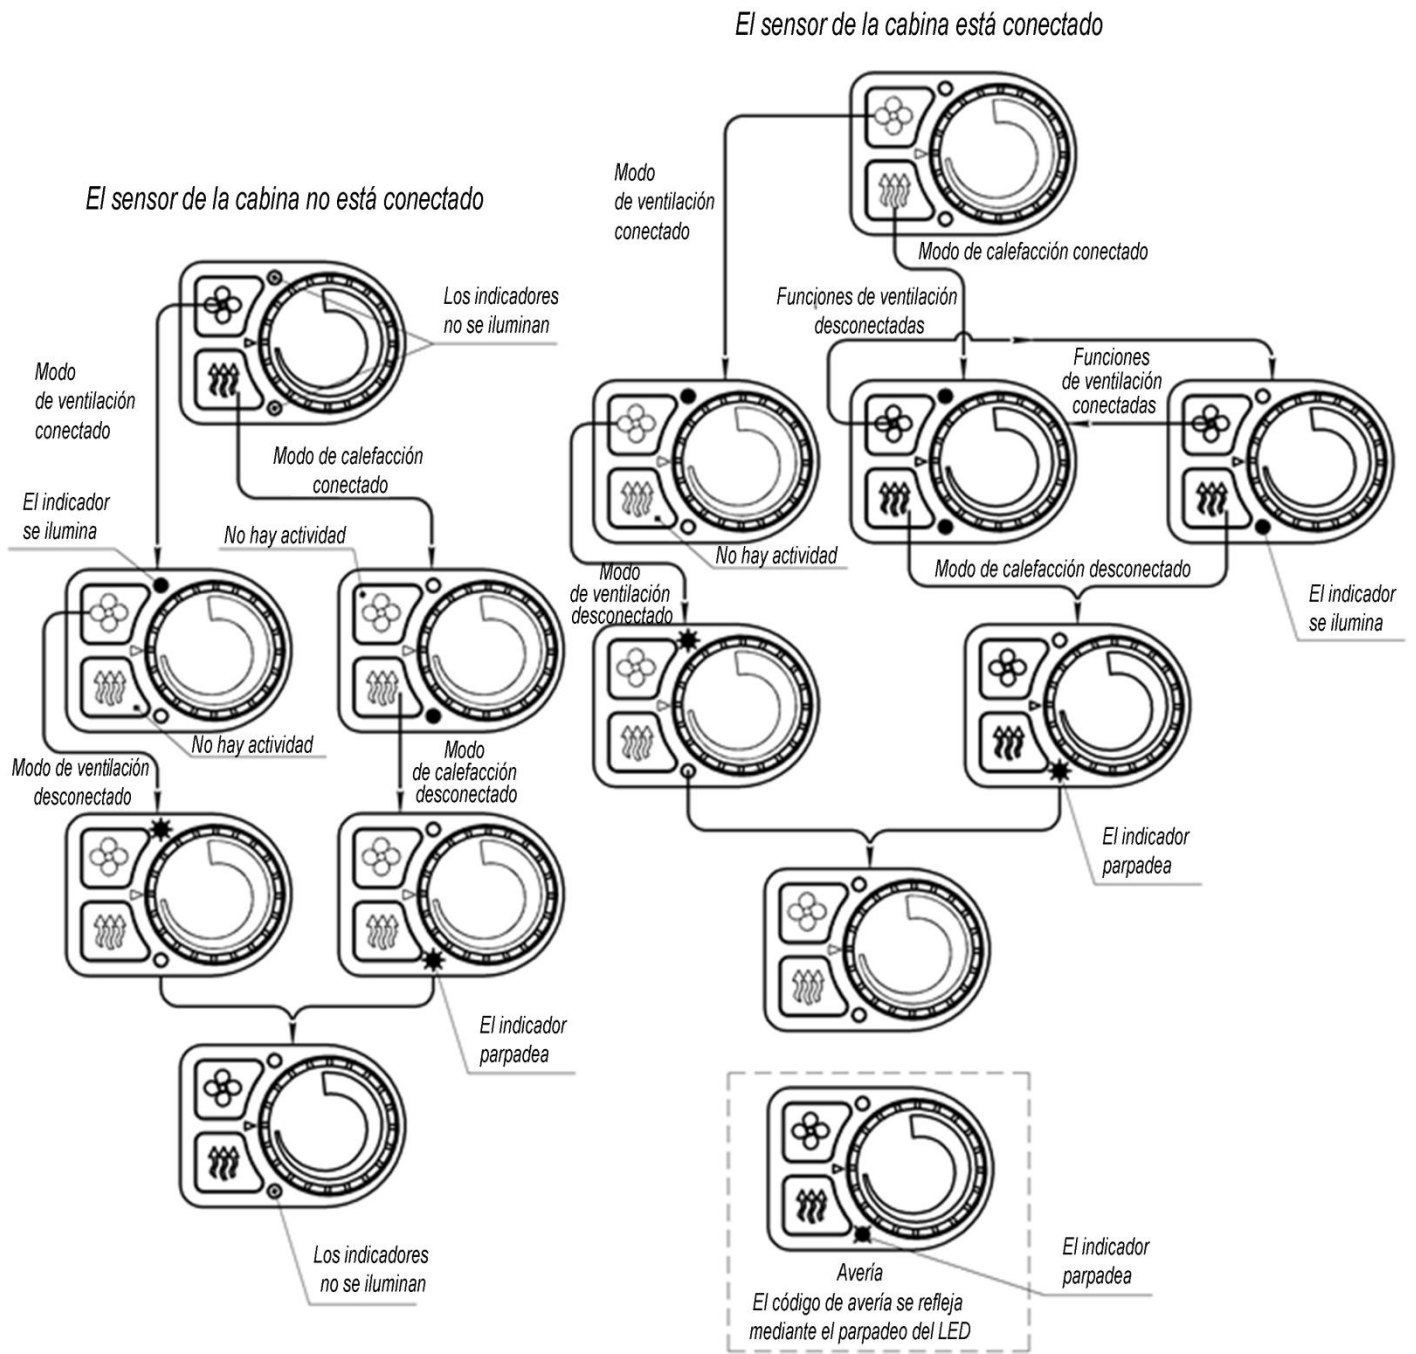 El sensor de la cabina está conectado
Modo
de ventilación
conectado
Modo de calefacción conectado
Funciones de ventilación
desconectadas
Funciones
de ventilación
conectadas
No hay actividad
Modo
de ventilación
desconectado
Modo de calefacción desconectado
El indicador
se ilumina
El indicador
parpadea
El sensor de la cabina no está conectado
Los indicadores
no se iluminan
Modo
de ventilación
conectado
Modo de calefacción
conectado
El indicador
se ilumina
No hay actividad
No hay actividad
Modo de ventilación
desconectado
Modo
de calefacción
desconectado
El indicador
parpadea
Los indicadores
no se iluminan
Avería
El código de avería se refleja
mediante el parpadeo del LED
El indicador
parpadea